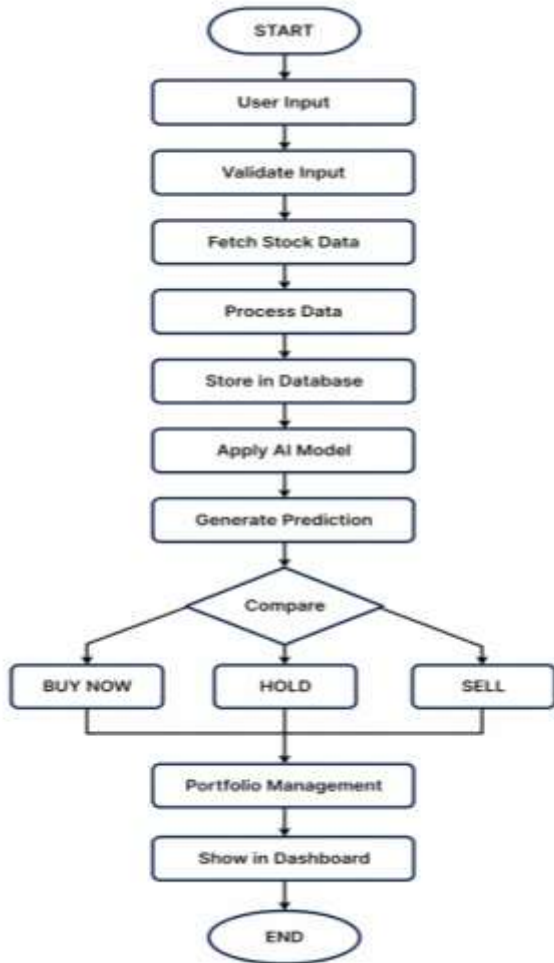 START
User Input
Validate Input
Fetch Stock Data
Process Data
Store in Database
Apply AI Model
Generate Prediction
Compare
BUY NOW
HOLD
SELL
Portfolio Management
Show in Dashboard
END